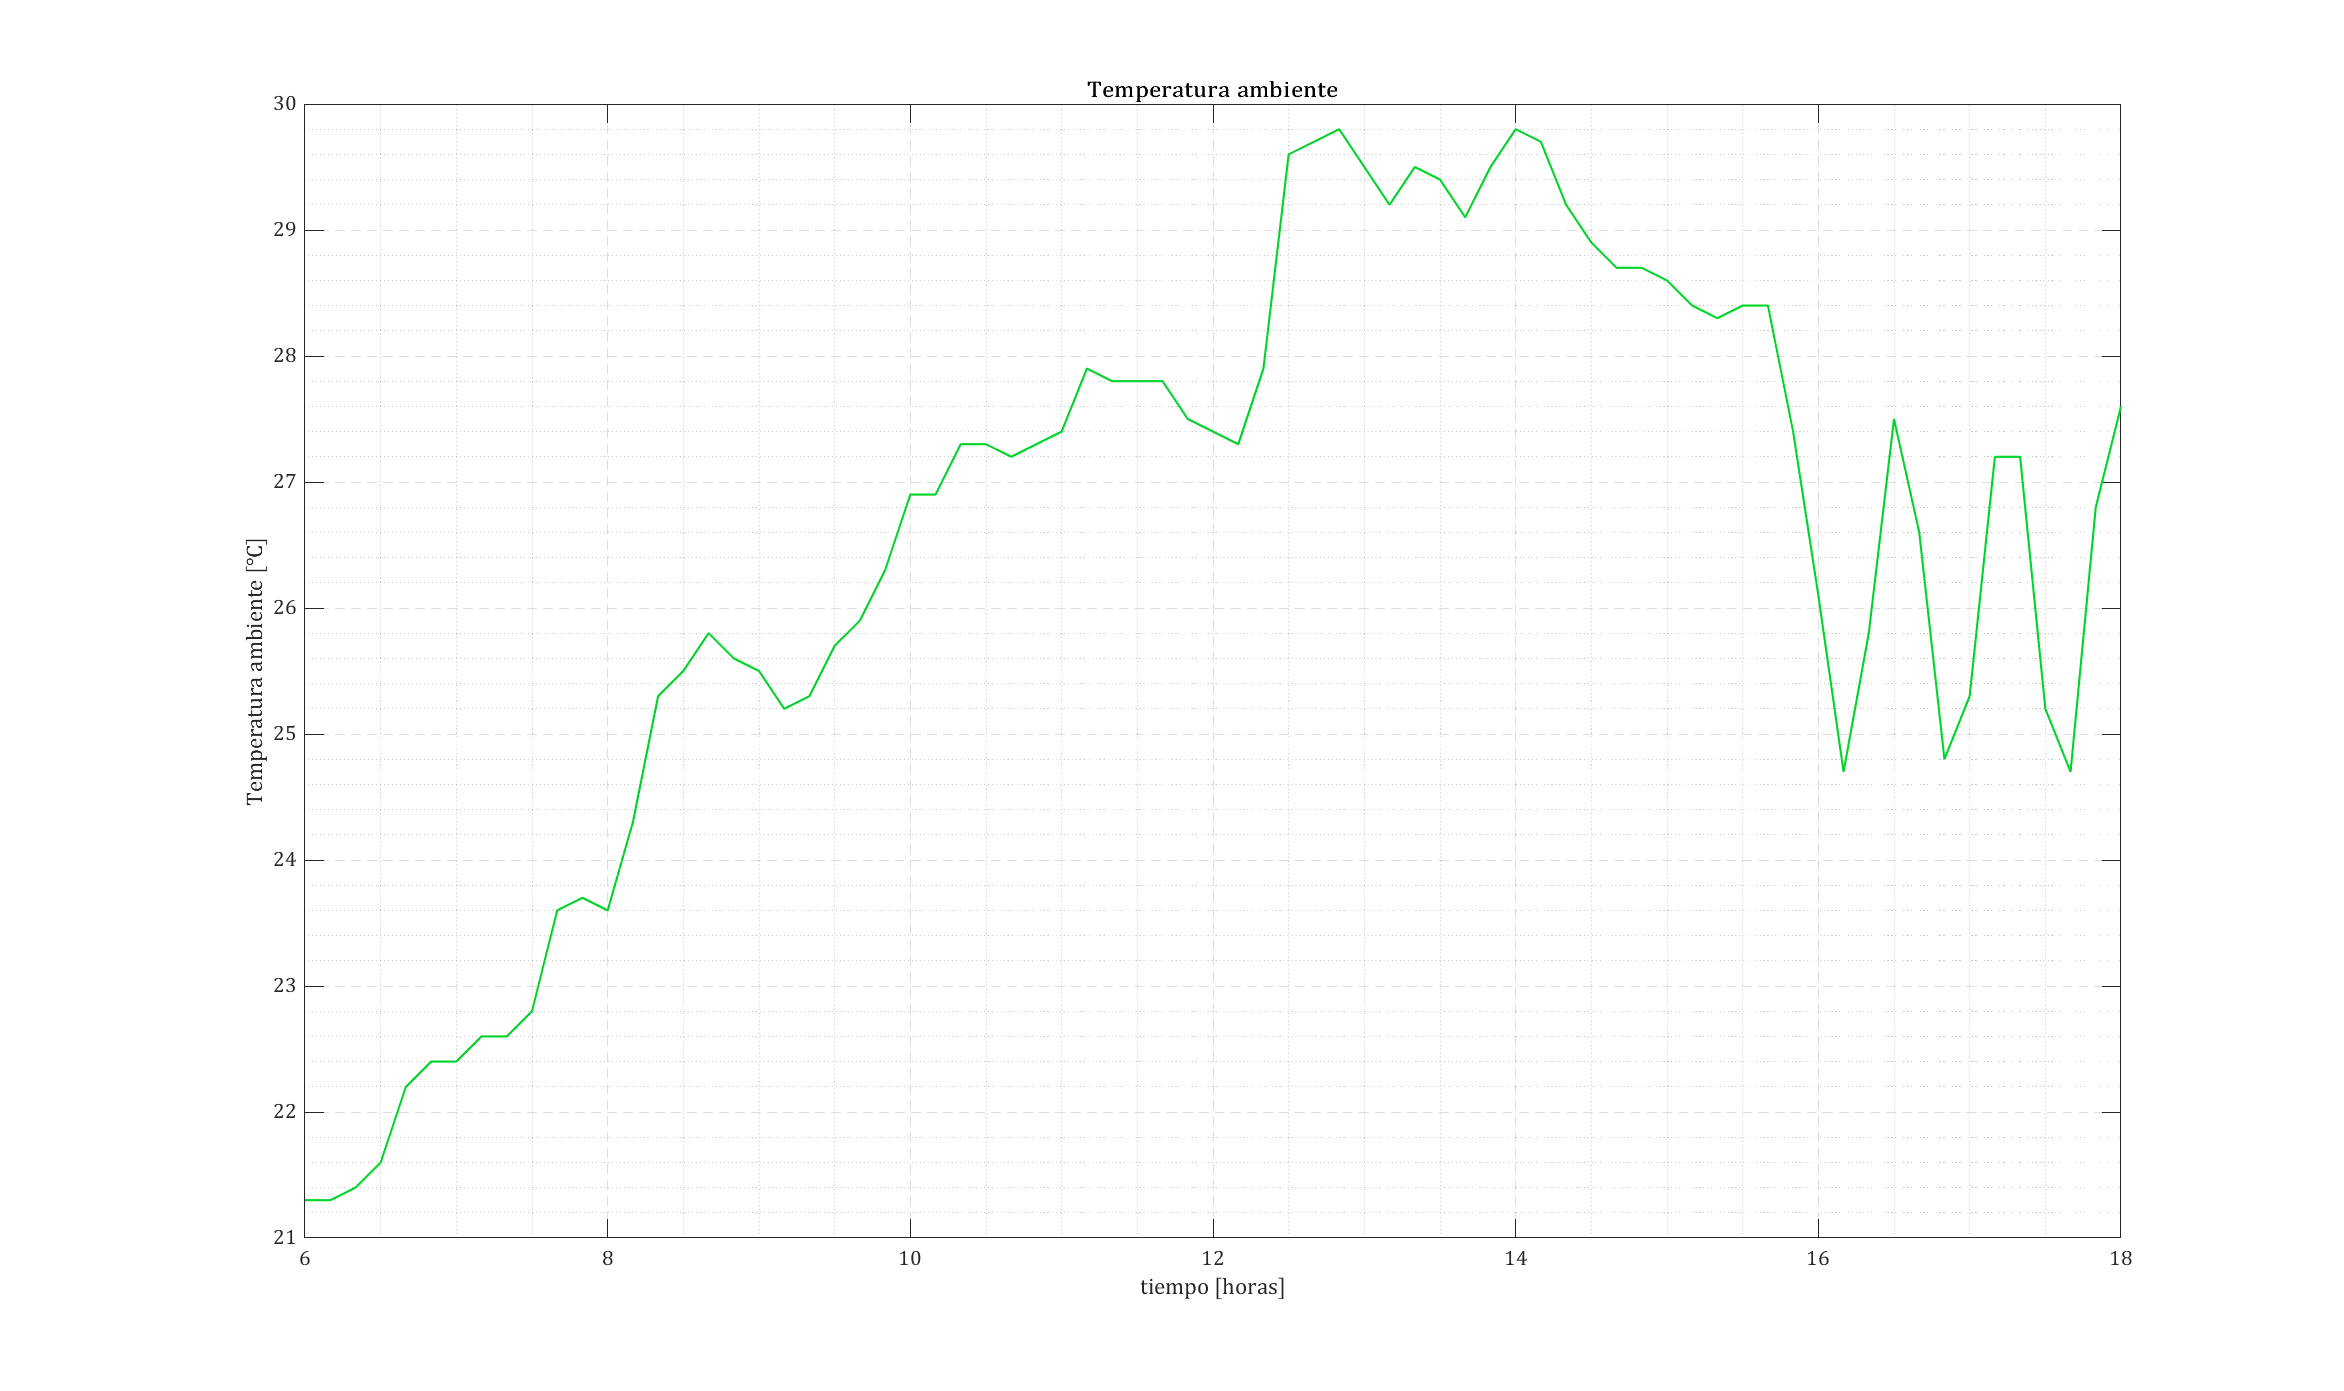 Temperatura ambiente
30
29
28
27
26
25
24
23
22
21
Temperatura ambiente [°C]
6 8 10 12 14 16 18
tiempo [horas]